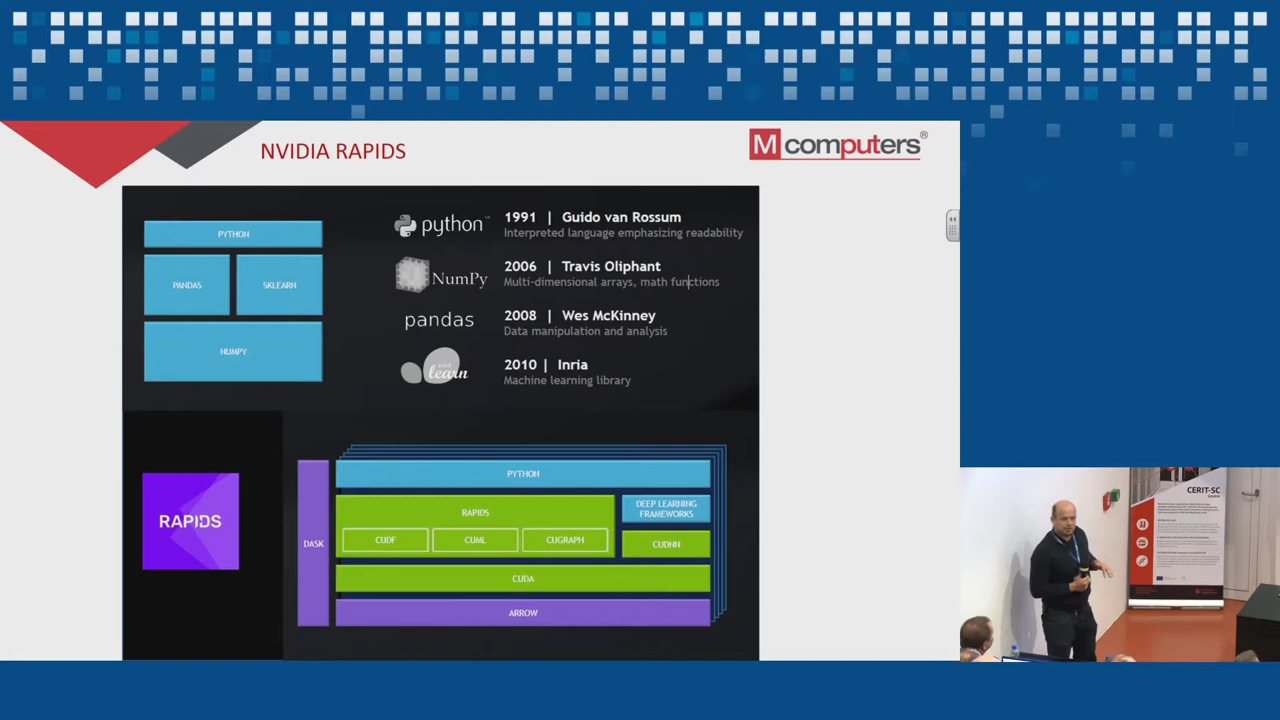 NVIDIA RAPIDS
M computers®
PYTHON
PANDAS
SKLEARN
NUMPY
python™
1991 | Guido van Rossum
Interpreted language emphasizing readability
NumPy
2006 | Travis Oliphant
Multi-dimensional arrays, math functions
pandas
2008 | Wes McKinney
Data manipulation and analysis
learn
2010 | Inria
Machine learning library
RAPIDS
DASK
PYTHON
RAPIDS
CUDF
CUML
CUGRAPH
DEEP LEARNING
FRAMEWORKS
CUDNN
CUDA
ARROW
CERIT-SC